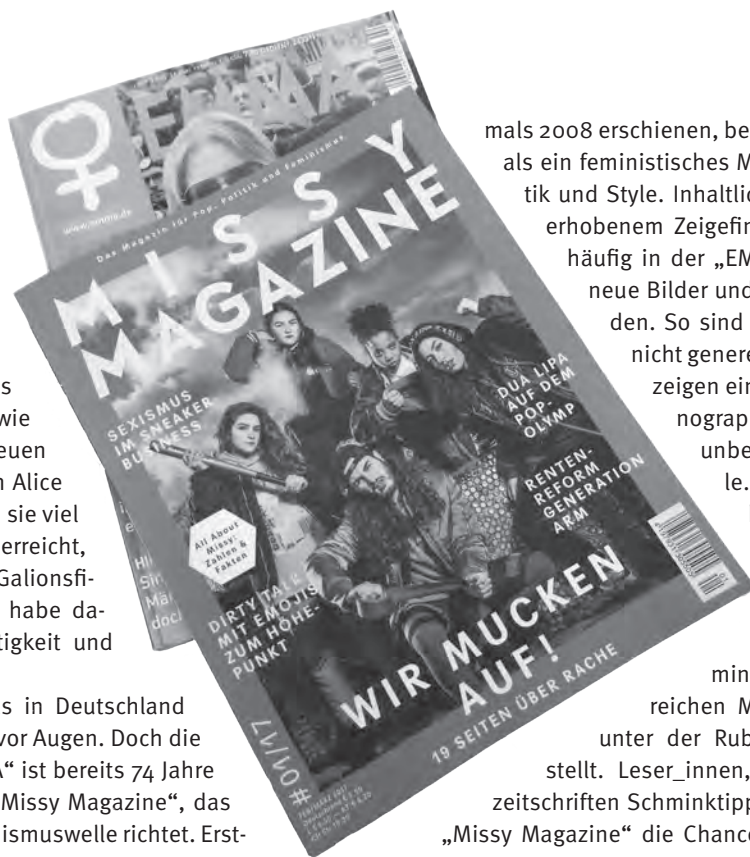 EMMA
www.emma.de
Das Magazin für Pop, Politik und Feminismus
MISSY
MAGAZINE
SEXISMUS
IM SNEAKER
BUSINESS
DUA LIPA
AUF DEM
POP-
OLYMP
RENTEN-
REFORM
GENERATION
ARM
All About
Missy:
Zahlen &
Fakten
DIRTY TALK
MIT EMOJIS
ZUM HÖHE-
PUNKT
WIR MUCKEN
AUF!
19 SEITEN ÜBER RACHE
#01/17
s
wie
euen
n Alice
sie viel
erreicht,
Galionsfi-
habe da-
tigkeit und
s in Deutschland
vor Augen. Doch die
A“ ist bereits 74 Jahre
Missy Magazine“, das
ismuswelle richtet. Erst-
mals 2008 erschienen, be
als ein feministisches M
tik und Style. Inhaltlic
erhobenem Zeigefin
häufig in der „EM
neue Bilder und
den. So sind
nicht genere
zeigen ein
nograp
unbe
le.
min
reichen M
unter der Rub
stellt. Leser_innen,
zeitschriften Schminktipp
„Missy Magazine“ die Chance